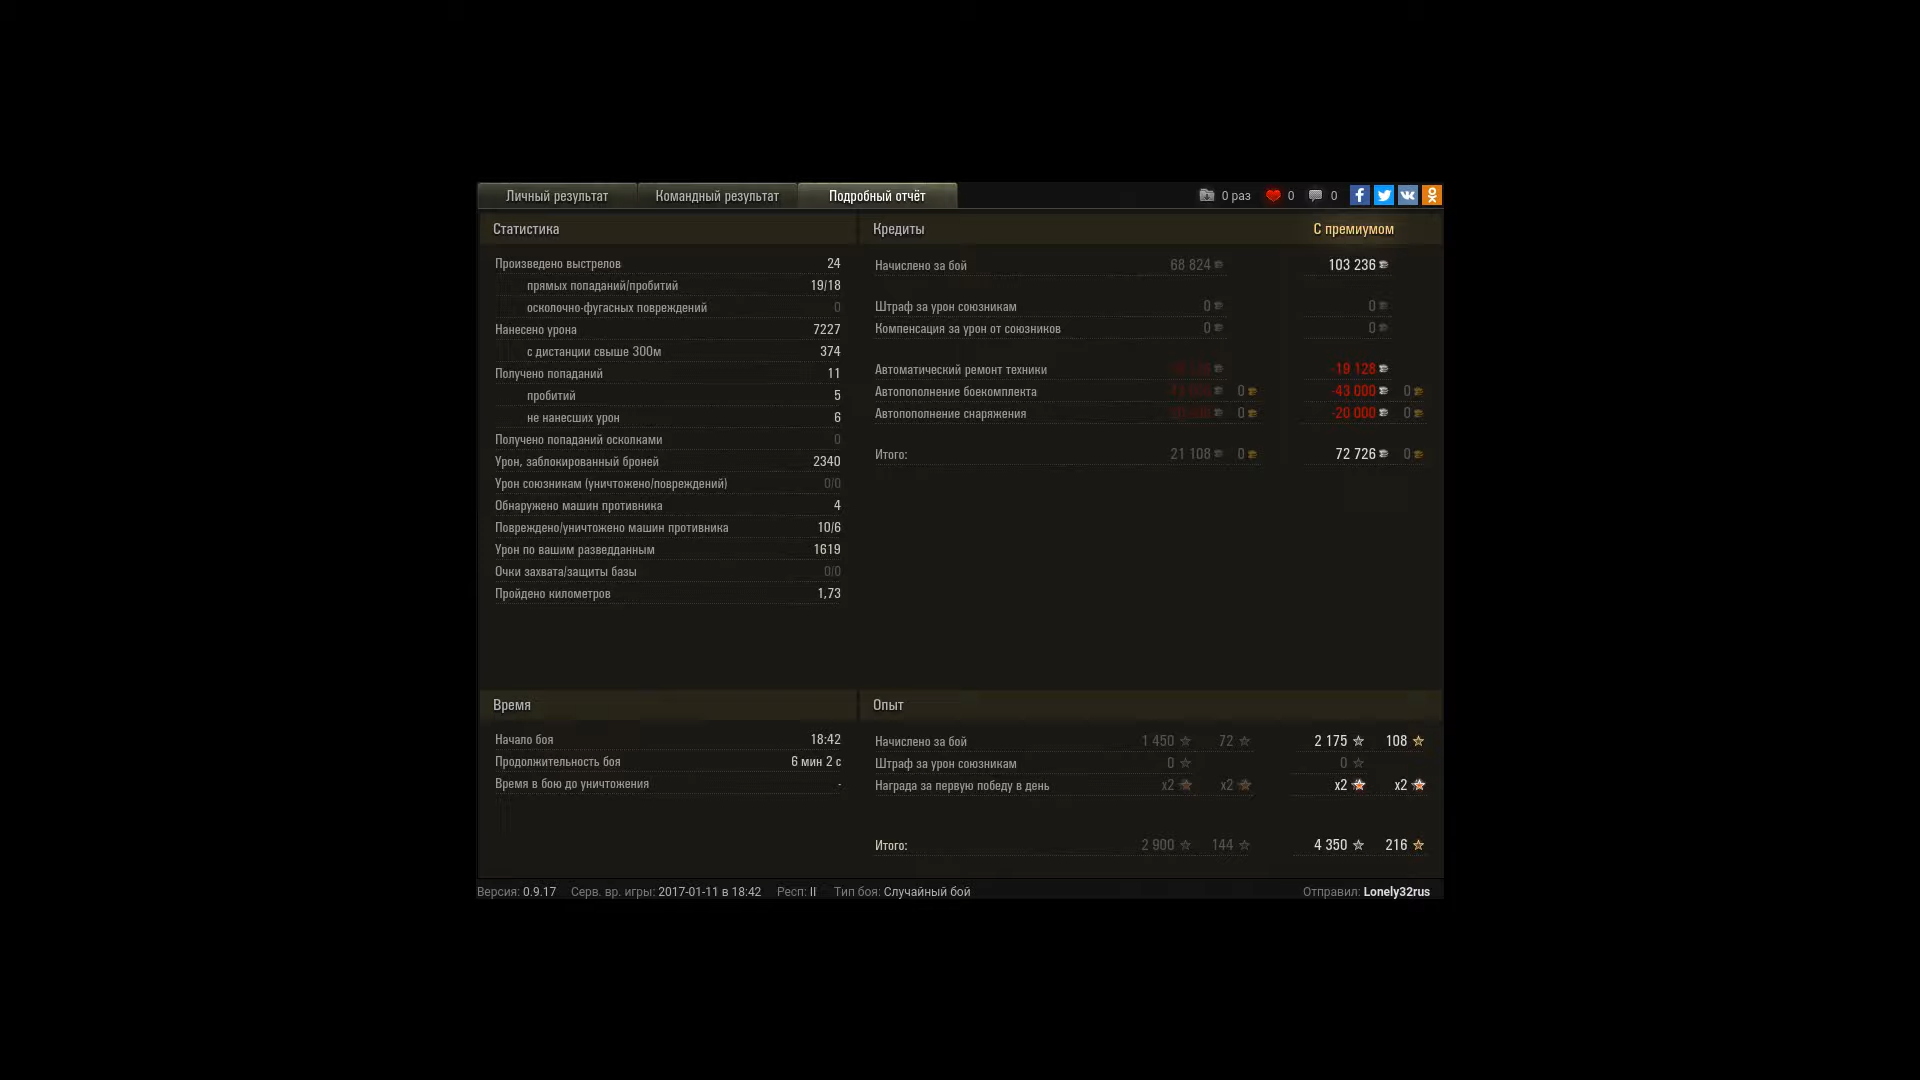 Личный результат Командный результат Подробный отчёт 0 раз 0 0
Статистика
Произведено выстрелов 24
прямых попаданий/пробитий 19/18
осколочно-фугасных повреждений 0
Нанесено урона 7227
с дистанции свыше 300м 374
Получено попаданий 11
пробитий 5
не нанесших урон 6
Получено попаданий осколками 0
Урон, заблокированный броней 2340
Урон союзникам (уничтожено/повреждений) 0/0
Обнаружено машин противника 4
Повреждено/уничтожено машин противника 10/6
Урон по вашим разведданным 1619
Очки захвата/защиты базы 0/0
Пройдено километров 1,73
Кредиты С премиумом
Начислено за бой 68 824 103 236
Штраф за урон союзникам 0 0
Компенсация за урон от союзников 0 0
Автоматический ремонт техники -19 128
Автопополнение боекомплекта 0 -43 000 0
Автопополнение снаряжения 0 -20 000 0
Итого: 21 108 0 72 726 0
Время
Начало боя 18:42
Продолжительность боя 6 мин 2 с
Время в бою до уничтожения -
Опыт
Начислено за бой 1 450 72 2 175 108
Штраф за урон союзникам 0 0
Награда за первую победу в день x2 x2 x2 x2
Итого: 2 900 144 4 350 216
Версия: 0.9.17 Серв. вр. игры: 2017-01-11 в 18:42 Респ: II Тип боя: Случайный бой Отправил: Lonely32rus